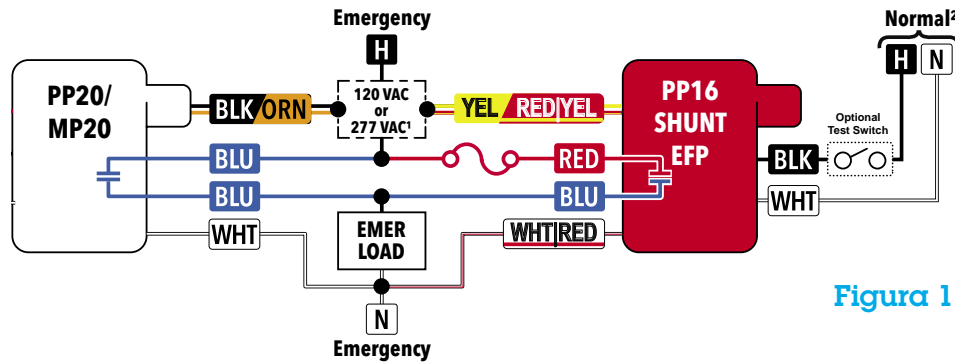 Emergency
H
Normal²
H N
PP20/
MP20
BLK/ORN
120 VAC
or
277 VAC¹
YEL/RED|YEL
PP16
SHUNT
EFP
Optional
Test Switch
BLU
RED
BLK
BLU
BLU
WHT
WHT
EMER
LOAD
WHT|RED
N
Emergency
Figura 1